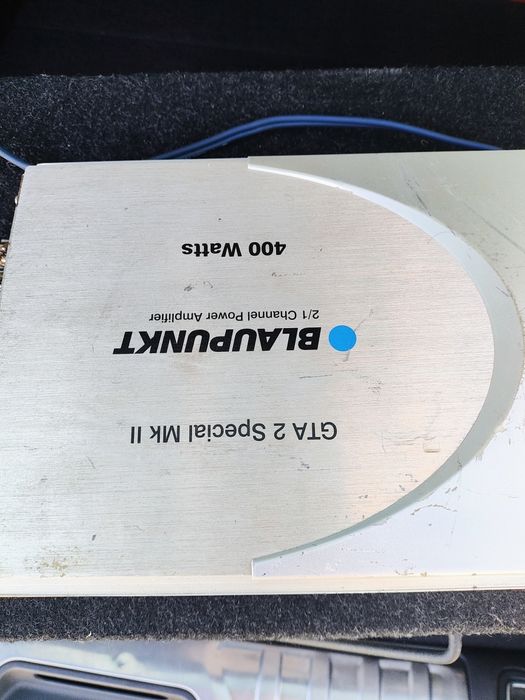 GTA 2 Special Mk II
BLAUPUNKT
2/1 Channel Power Amplifier
400 Watts